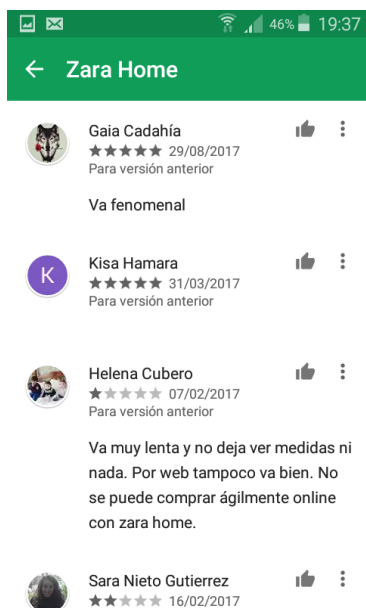 46% 19:37
Zara Home
Gaia Cadahía
29/08/2017
Para versión anterior
Va fenomenal
K
Kisa Hamara
31/03/2017
Para versión anterior
Helena Cubero
07/02/2017
Para versión anterior
Va muy lenta y no deja ver medidas ni
nada. Por web tampoco va bien. No
se puede comprar ágilmente online
con zara home.
Sara Nieto Gutierrez
16/02/2017